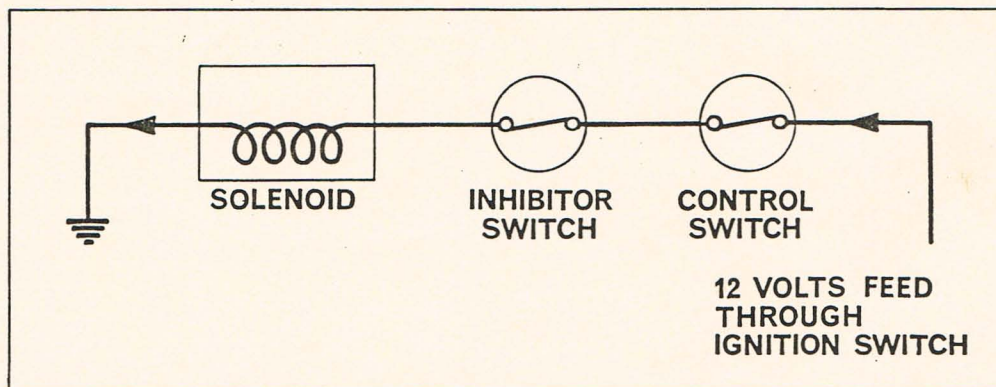 SOLENOID
INHIBITOR
SWITCH
CONTROL
SWITCH
12 VOLTS FEED
THROUGH
IGNITION SWITCH